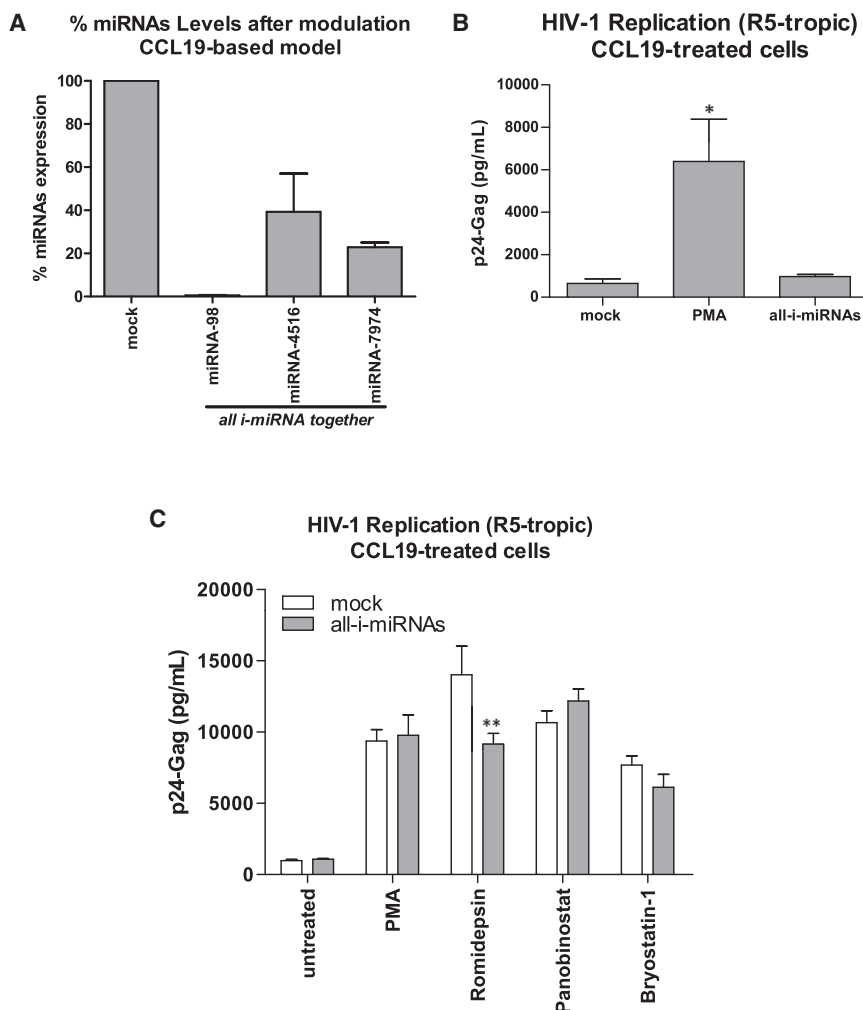 A
% miRNAs Levels after modulation
CCL19-based model
100
80
60
40
20
0
% miRNAs expression
mock
miRNA-98
miRNA-4516
miRNA-7974
all i-miRNA together
B
HIV-1 Replication (R5-tropic)
CCL19-treated cells
10000
8000
6000
4000
2000
0
p24-Gag (pg/mL)
*
mock
PMA
all-i-miRNAs
C
HIV-1 Replication (R5-tropic)
CCL19-treated cells
20000
15000
10000
5000
0
p24-Gag (pg/mL)
mock
all-i-miRNAs
**
untreated
PMA
Romidepsin
Panobinostat
Bryostatin-1